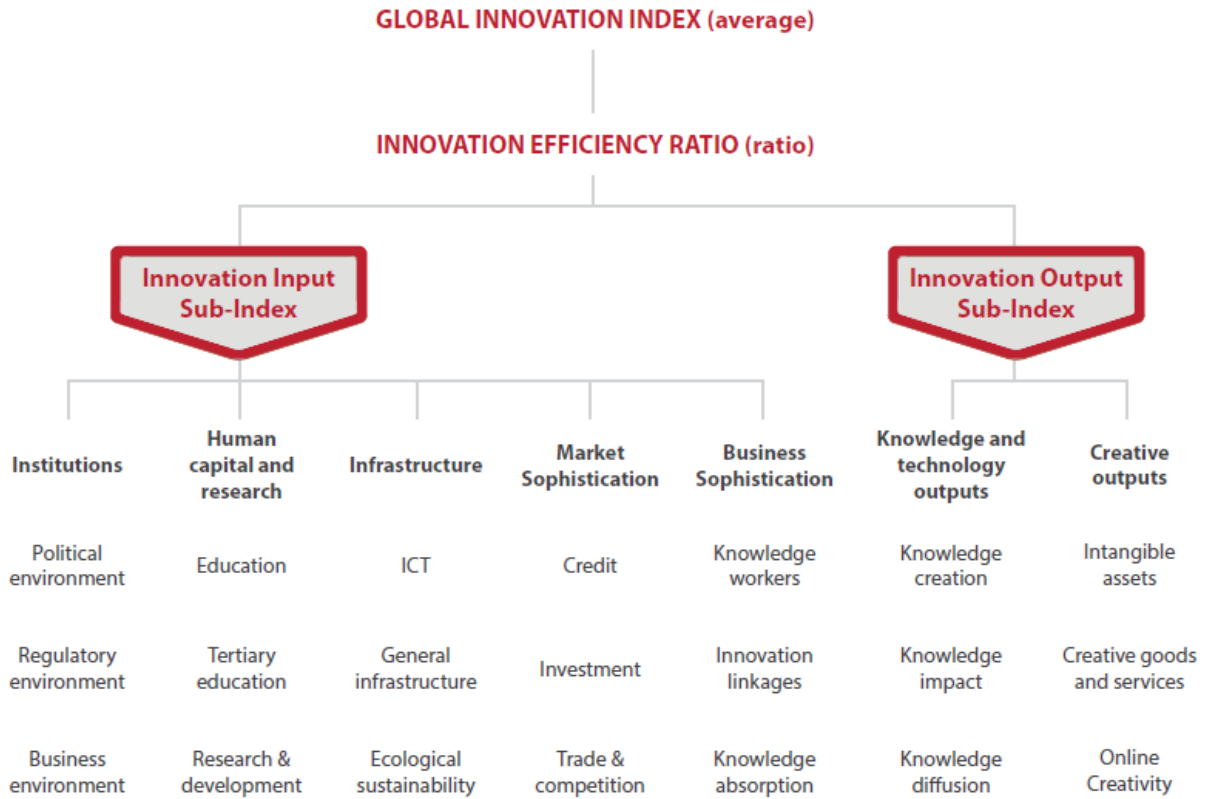 GLOBAL INNOVATION INDEX (average)
INNOVATION EFFICIENCY RATIO (ratio)
Innovation Input
Sub-Index
Innovation Output
Sub-Index
Institutions
Human
capital and
research
Infrastructure
Market
Sophistication
Business
Sophistication
Knowledge and
technology
outputs
Creative
outputs
Political
environment
Education
ICT
Credit
Knowledge
workers
Knowledge
creation
Intangible
assets
Regulatory
environment
Tertiary
education
General
infrastructure
Investment
Innovation
linkages
Knowledge
impact
Creative goods
and services
Business
environment
Research &
development
Ecological
sustainability
Trade &
competition
Knowledge
absorption
Knowledge
diffusion
Online
Creativity